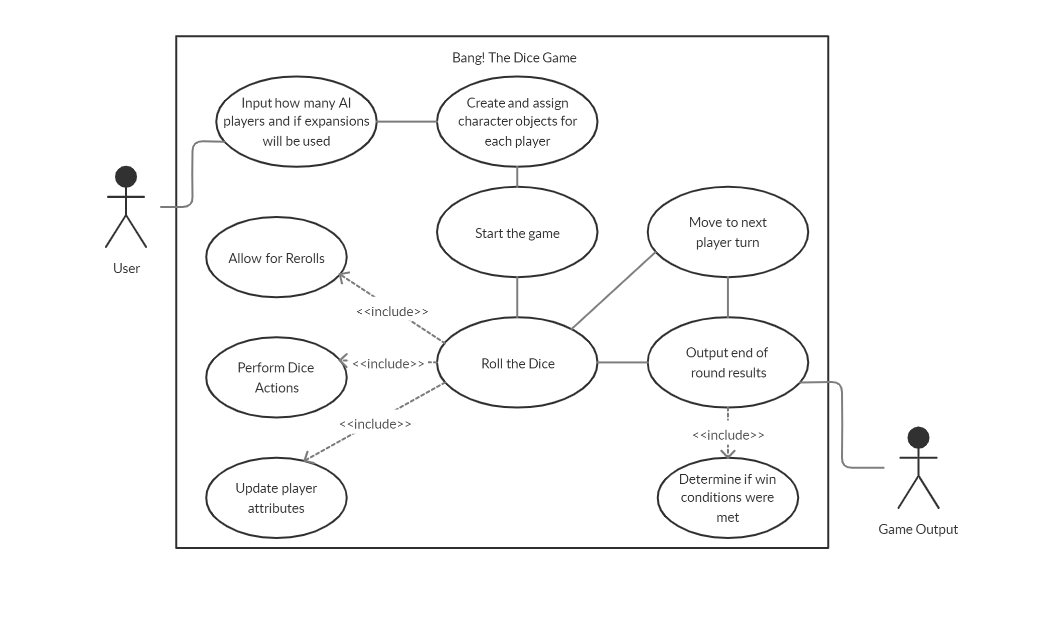 Bang! The Dice Game
Input how many AI
players and if expansions
will be used
Create and assign
character objects for
each player
Start the game
Move to next
player turn
User
Allow for Rerolls
<<include>>
Perform Dice
Actions
<<include>>
Roll the Dice
Output end of
round results
<<include>>
<<include>>
Update player
attributes
Determine if win
conditions were
met
Game Output